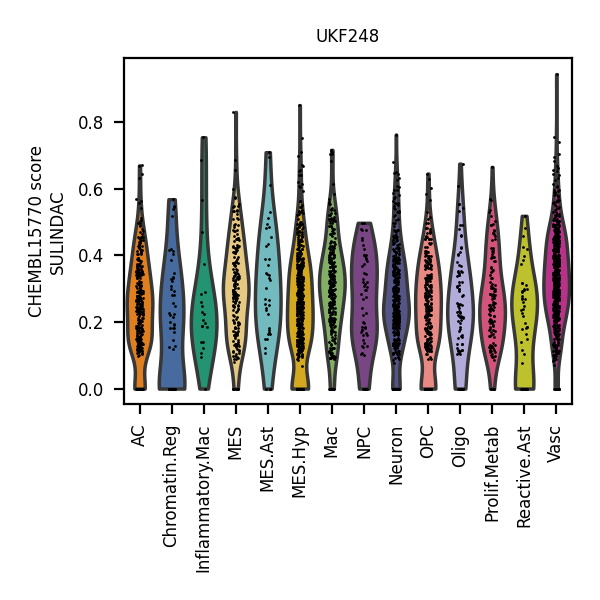 UKF248
CHEMBL15770 score
SULINDAC
0.8
0.6
0.4
0.2
0.0
AC
Chromatin.Reg
Inflammatory.Mac
MES
MES.Ast
MES.Hyp
Mac
NPC
Neuron
OPC
Oligo
Prolif.Metab
Reactive.Ast
Vasc